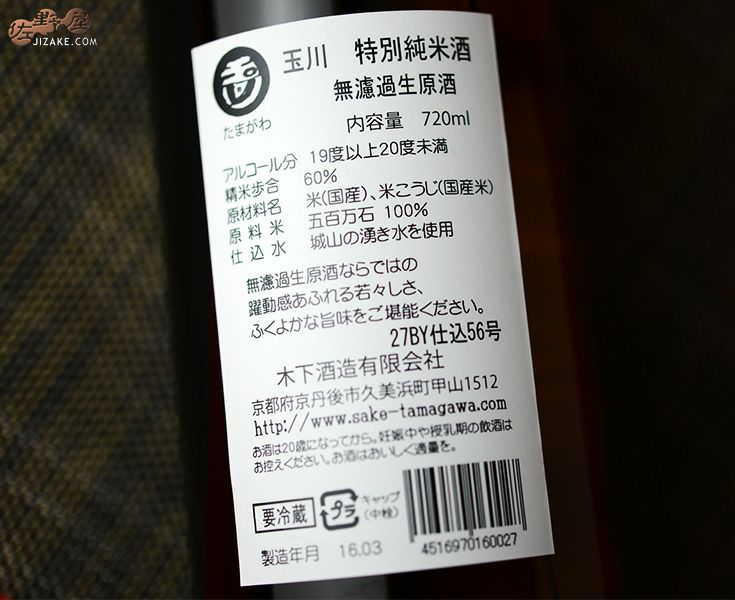 佐野屋
JIZAKE.COM
玉川 特別純米酒
たまがわ
無濾過生原酒
内容量 720ml
アルコール分 19度以上20度未満
精米歩合 60%
原材料名 米(国産)、米こうじ(国産米)
原料米 五百万石 100%
仕込水 城山の湧き水を使用
無濾過生原酒ならではの
躍動感あふれる若々しさ、
ふくよかな旨味をご堪能ください。
27BY仕込56号
木下酒造有限会社
京都府京丹後市久美浜町甲山1512
http://www.sake-tamagawa.com
お酒は20歳になってから。妊娠中や授乳期の飲酒は
お控えください。お酒はおいしく適量を。
要冷蔵
プラ
キャップ
(中栓)
製造年月 16.03
4516970160027